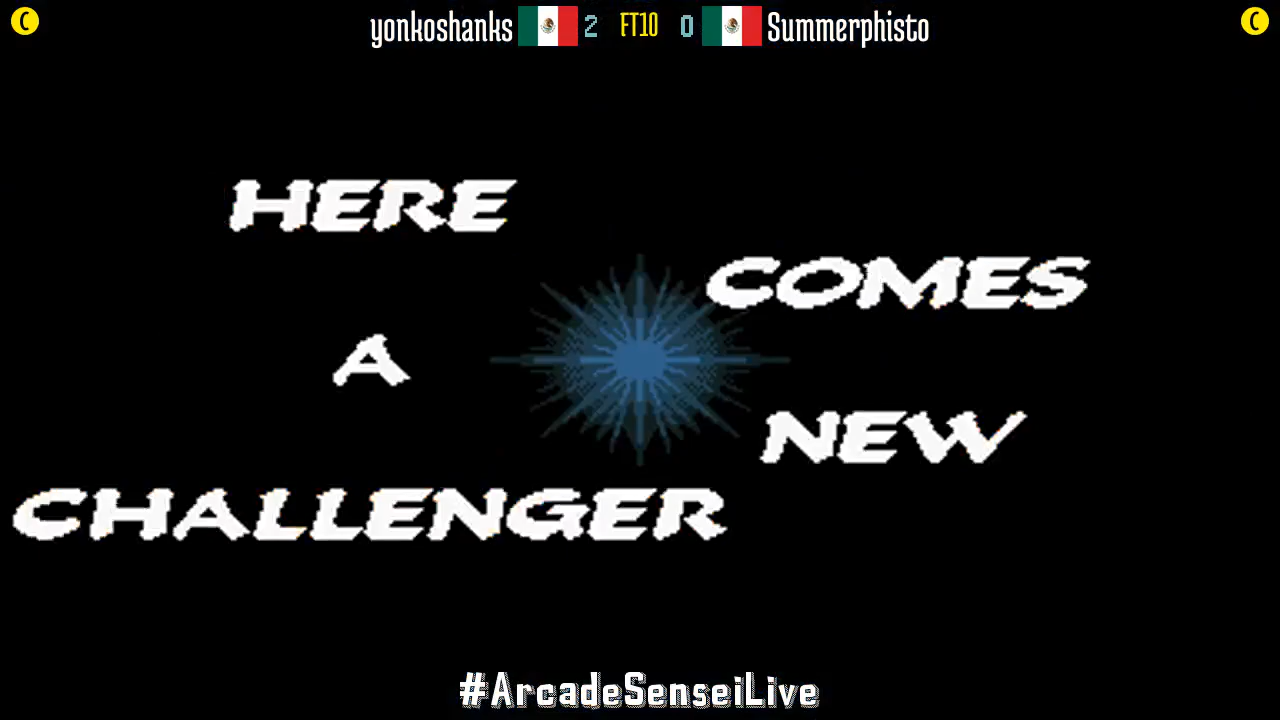 C yonkoshanks 2 FT10 0 Summerphisto C
HERE
COMES
A
NEW
CHALLENGER
#ArcadeSenseiLive